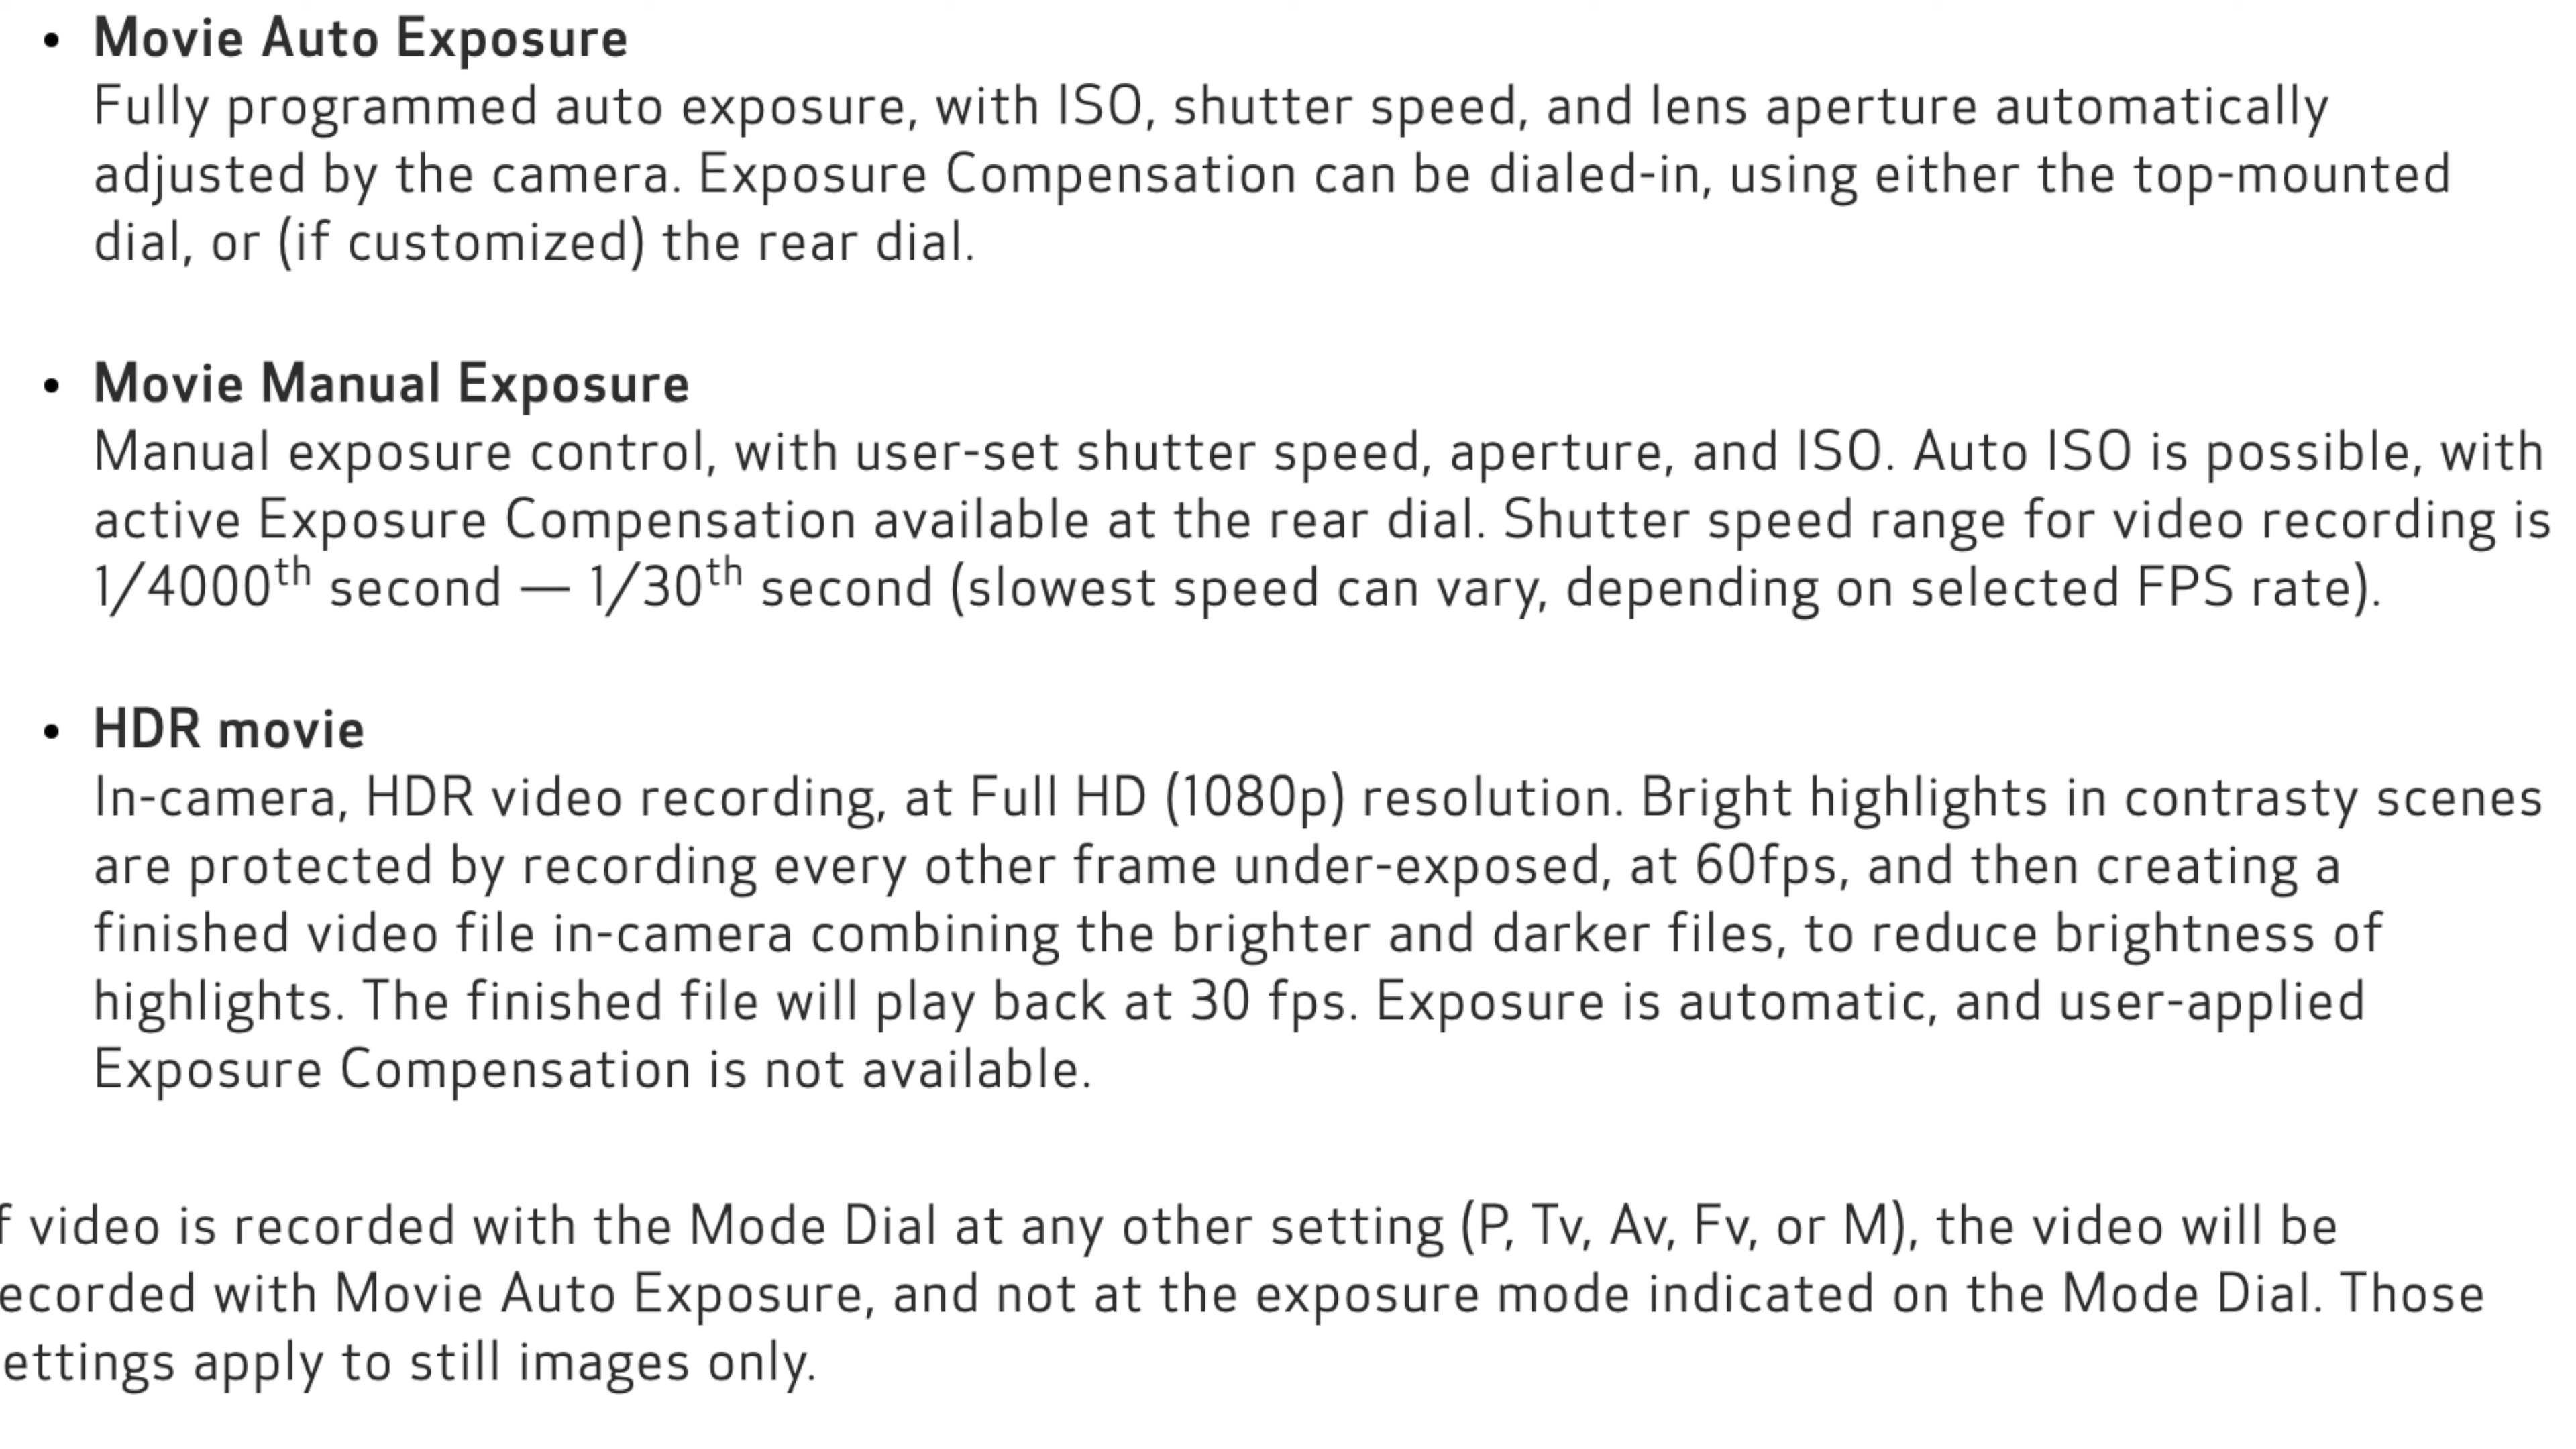 • Movie Auto Exposure
Fully programmed auto exposure, with ISO, shutter speed, and lens aperture automatically
adjusted by the camera. Exposure Compensation can be dialed-in, using either the top-mounted
dial, or (if customized) the rear dial.
• Movie Manual Exposure
Manual exposure control, with user-set shutter speed, aperture, and ISO. Auto ISO is possible, with
active Exposure Compensation available at the rear dial. Shutter speed range for video recording is
1/4000th second — 1/30th second (slowest speed can vary, depending on selected FPS rate).
• HDR movie
In-camera, HDR video recording, at Full HD (1080p) resolution. Bright highlights in contrasty scenes
are protected by recording every other frame under-exposed, at 60fps, and then creating a
finished video file in-camera combining the brighter and darker files, to reduce brightness of
highlights. The finished file will play back at 30 fps. Exposure is automatic, and user-applied
Exposure Compensation is not available.
f video is recorded with the Mode Dial at any other setting (P, Tv, Av, Fv, or M), the video will be
ecorded with Movie Auto Exposure, and not at the exposure mode indicated on the Mode Dial. Those
ettings apply to still images only.